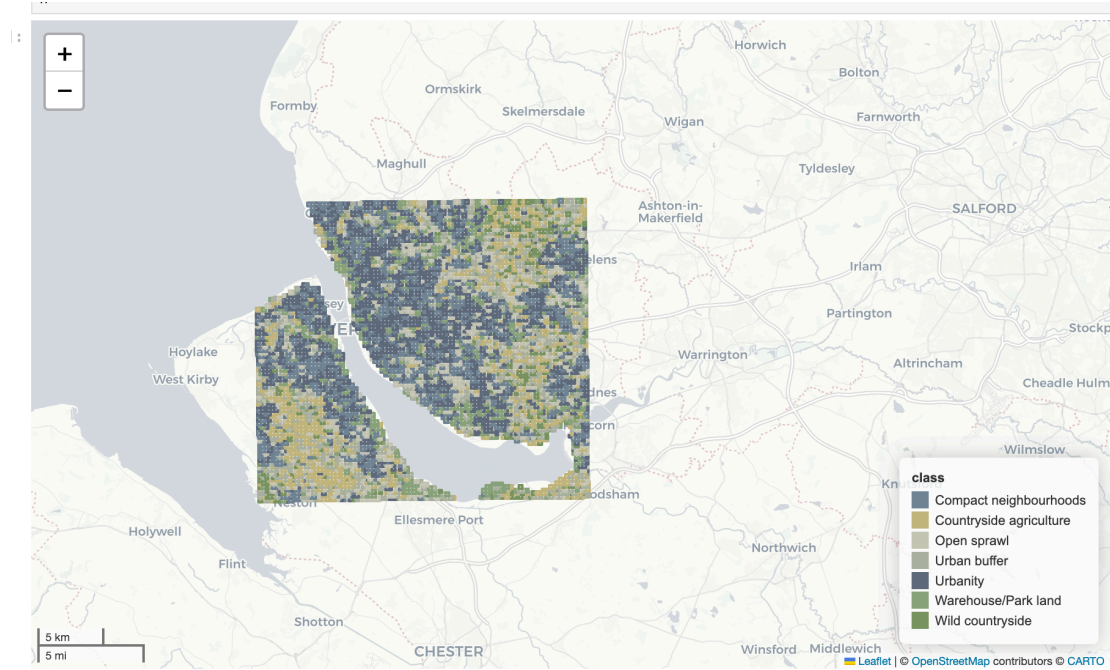 +
−
Horwich
Bolton
Ormskirk
Formby
Skelmersdale
Wigan
Farnworth
Maghull
Tyldesley
Ashton-in-
Makerfield
SALFORD
elens
Irlam
sey
Partington
VER
Stockp
Hoylake
Warrington
Altrincham
West Kirby
Cheadle Hulm
dnes
corn
Wilmslow
Knut
odsham
Neston
Ellesmere Port
Holywell
Northwich
Flint
Shotton
CHESTER
Winsford
Middlewich
class
Compact neighbourhoods
Countryside agriculture
Open sprawl
Urban buffer
Urbanity
Warehouse/Park land
Wild countryside
5 km
5 mi
Leaflet | © OpenStreetMap contributors © CARTO